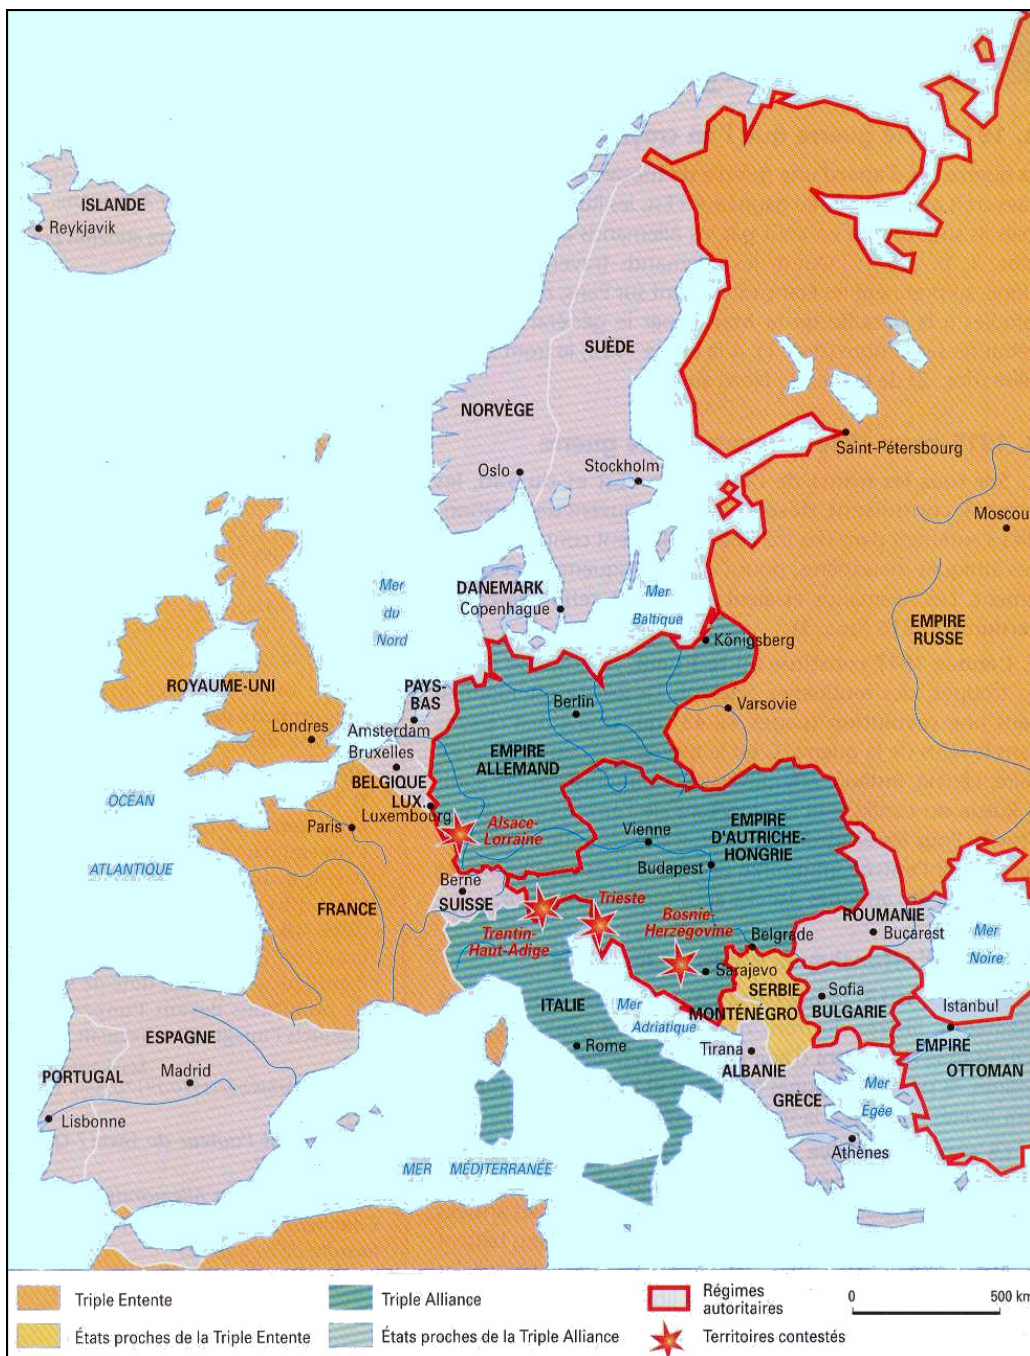 ISLANDE
Reykjavik
SUÈDE
NORVÈGE
Oslo
Stockholm
Saint-Pétersbourg
Moscou
Mer
du
Nord
DANEMARK
Copenhague
Mer
Baltique
EMPIRE
RUSSE
Königsberg
ROYAUME-UNI
Londres
PAYS-
BAS
Amsterdam
Bruxelles
BELGIQUE
LUX.
Luxembourg
Berlin
Varsovie
EMPIRE
ALLEMAND
OCÉAN
ATLANTIQUE
Paris
Alsace-
Lorraine
Vienne
Budapest
EMPIRE
D'AUTRICHE-
HONGRIE
FRANCE
Berne
SUISSE
Trentin-
Haut-Adige
Trieste
Bosnie-
Herzégovine
Belgrade
ROUMANIE
Bucarest
Mer
Noire
Sarajevo
SERBIE
MONTÉNÉGRO
Sofia
BULGARIE
Istanbul
EMPIRE
OTTOMAN
ITALIE
Rome
Mer
Adriatique
Tirana
ALBANIE
GRÈCE
Mer
Égée
Athènes
ESPAGNE
Madrid
PORTUGAL
Lisbonne
MER MÉDITERRANÉE
Triple Entente
États proches de la Triple Entente
Triple Alliance
États proches de la Triple Alliance
Régimes
autoritaires
Territoires contestés
0 500 km